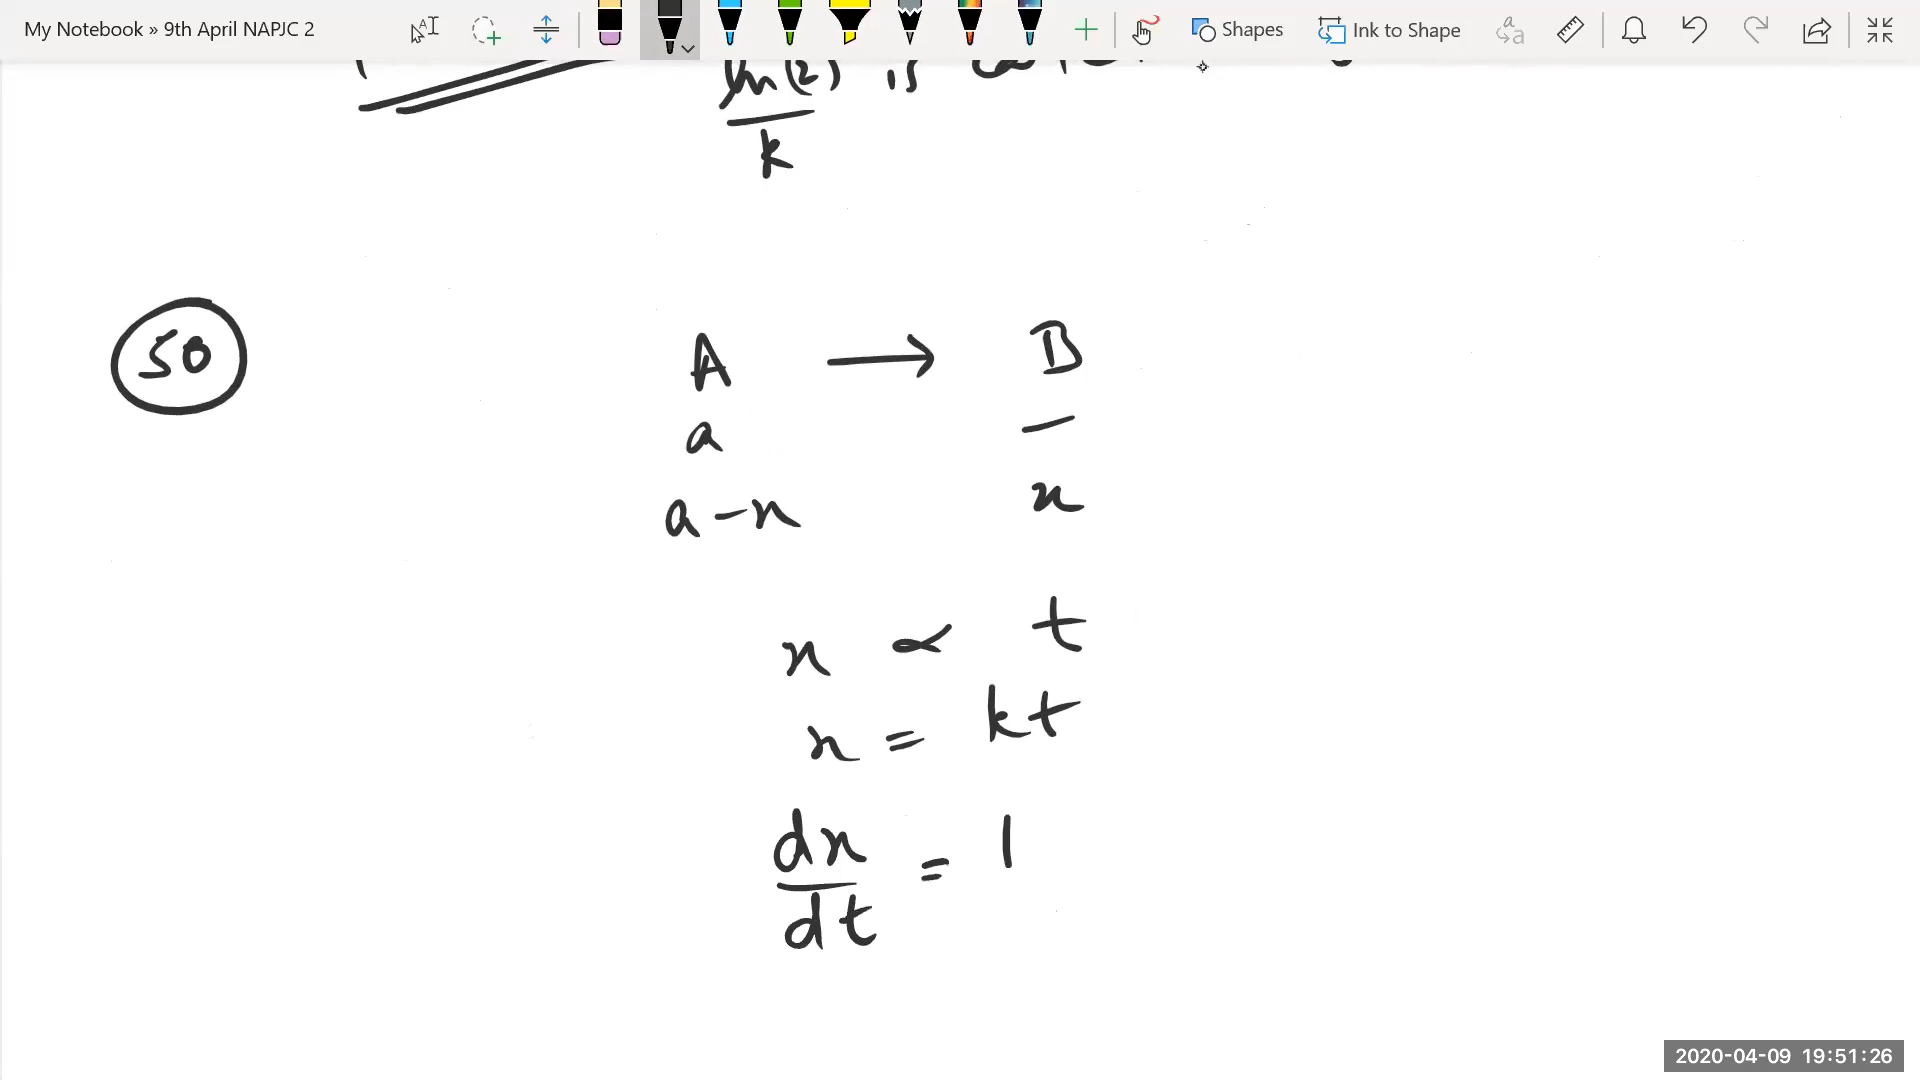 My Notebook » 9th April NAPJC 2
Shapes
Ink to Shape
ln(2) is
k
50
A → B
a —
a-x x
x ∝ t
x = kt
dx
dt
= 1
2020-04-09 19:51:26